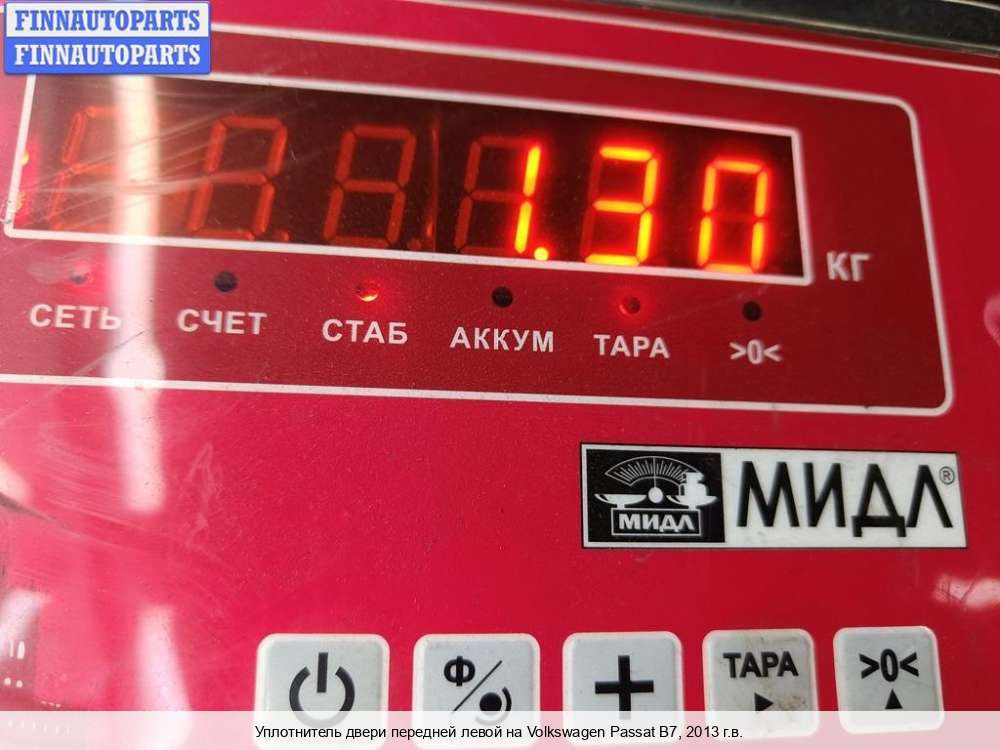 FINNAUTOPARTS
FINNAUTOPARTS
1.30
КГ
СЕТЬ СЧЕТ СТАБ АККУМ ТАРА >0<
МИДЛ МИДЛ®
Ф ТАРА >0<
Уплотнитель двери передней левой на Volkswagen Passat B7, 2013 г.в.